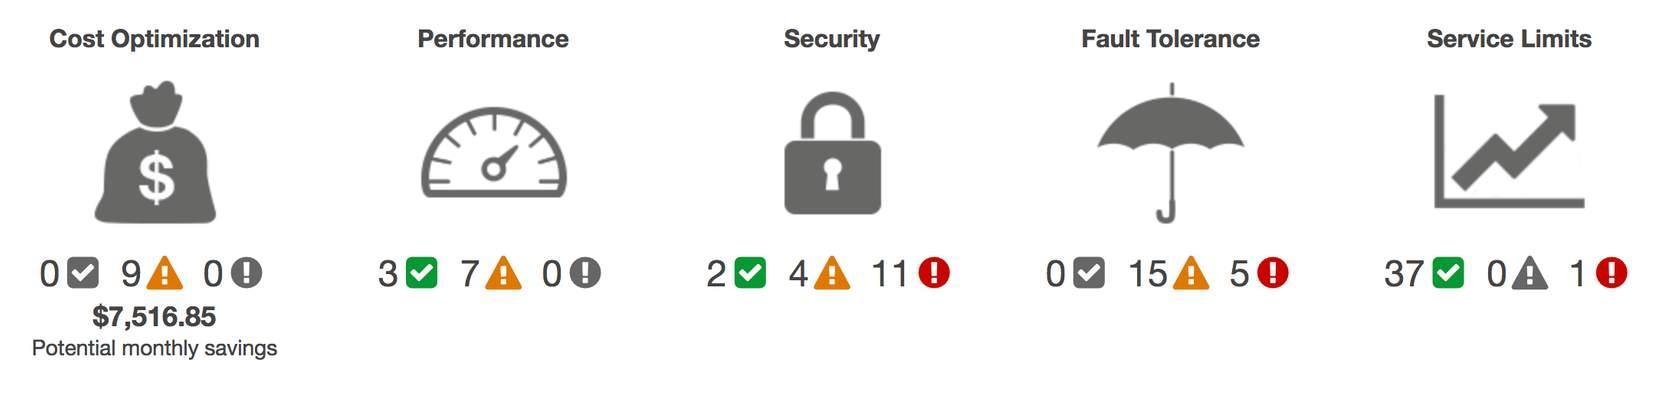 Cost Optimization
Performance
Security
Fault Tolerance
Service Limits
$
0 9 0
3 7 0
2 4 11
0 15 5
37 0 1
$7,516.85
Potential monthly savings